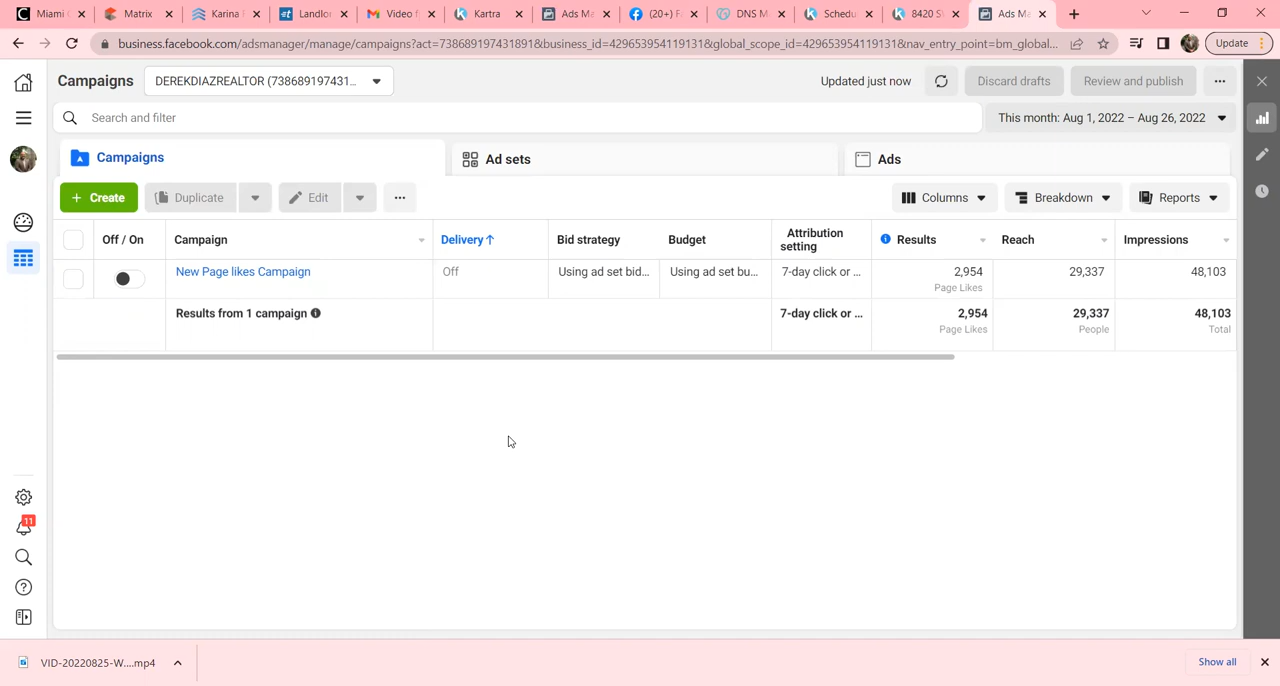 Miami C
Matrix
Karina
Landlor
Video f
Kartra
Ads Ma
(20+) F
DNS M
Schedu
8420 S
Ads Ma
business.facebook.com/adsmanager/manage/campaigns?act=738689197431891&business_id=429653954119131&global_scope_id=429653954119131&nav_entry_point=bm_global...
Update
Campaigns
DEREKDIAZREALTOR (738689197431...
Updated just now
Discard drafts
Review and publish
Search and filter
This month: Aug 1, 2022 – Aug 26, 2022
Campaigns
Ad sets
Ads
+ Create
Duplicate
Edit
Columns
Breakdown
Reports
Off / On
Campaign
Delivery ↑
Bid strategy
Budget
Attribution
setting
Results
Reach
Impressions
New Page likes Campaign
Off
Using ad set bid...
Using ad set bu...
7-day click or ...
2,954
Page Likes
29,337
48,103
Results from 1 campaign
7-day click or ...
2,954
Page Likes
29,337
People
48,103
Total
11
VID-20220825-W....mp4
Show all